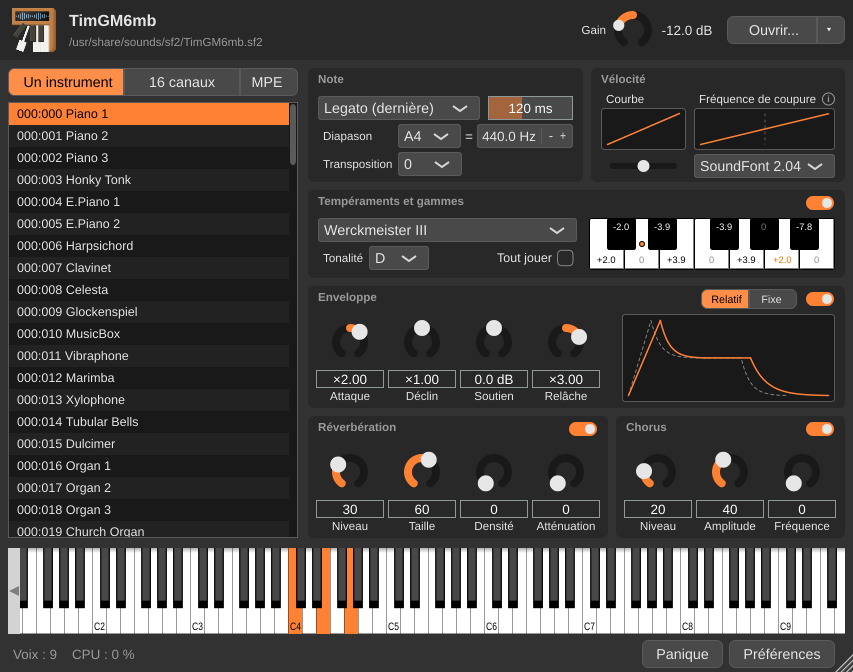 TimGM6mb
/usr/share/sounds/sf2/TimGM6mb.sf2
Gain
-12.0 dB
Ouvrir...
Un instrument
16 canaux
MPE
000:000 Piano 1
000:001 Piano 2
000:002 Piano 3
000:003 Honky Tonk
000:004 E.Piano 1
000:005 E.Piano 2
000:006 Harpsichord
000:007 Clavinet
000:008 Celesta
000:009 Glockenspiel
000:010 MusicBox
000:011 Vibraphone
000:012 Marimba
000:013 Xylophone
000:014 Tubular Bells
000:015 Dulcimer
000:016 Organ 1
000:017 Organ 2
000:018 Organ 3
000:019 Church Organ
Note
Legato (dernière)
120 ms
Diapason
A4
=
440.0 Hz
- +
Transposition
0
Vélocité
Courbe
Fréquence de coupure
i
SoundFont 2.04
Tempéraments et gammes
Werckmeister III
Tonalité
D
Tout jouer
-2.0 -3.9 -3.9 0 -7.8
+2.0 0 +3.9 0 +3.9 +2.0 0
Enveloppe
Relatif
Fixe
×2.00 ×1.00 0.0 dB ×3.00
Attaque Déclin Soutien Relâche
Réverbération
30 60 0 0
Niveau Taille Densité Atténuation
Chorus
20 40 0
Niveau Amplitude Fréquence
C2 C3 C4 C5 C6 C7 C8 C9
Voix : 9 CPU : 0 %
Panique
Préférences